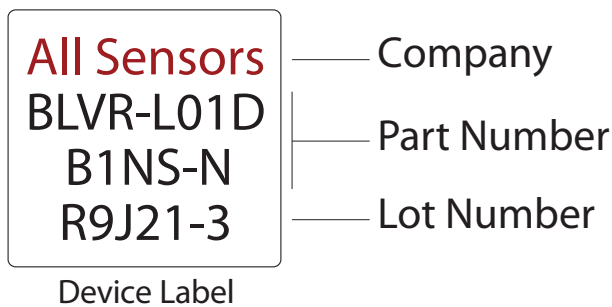 All Sensors
BLVR-L01D
B1NS-N
R9J21-3
Company
Part Number
Lot Number
Device Label